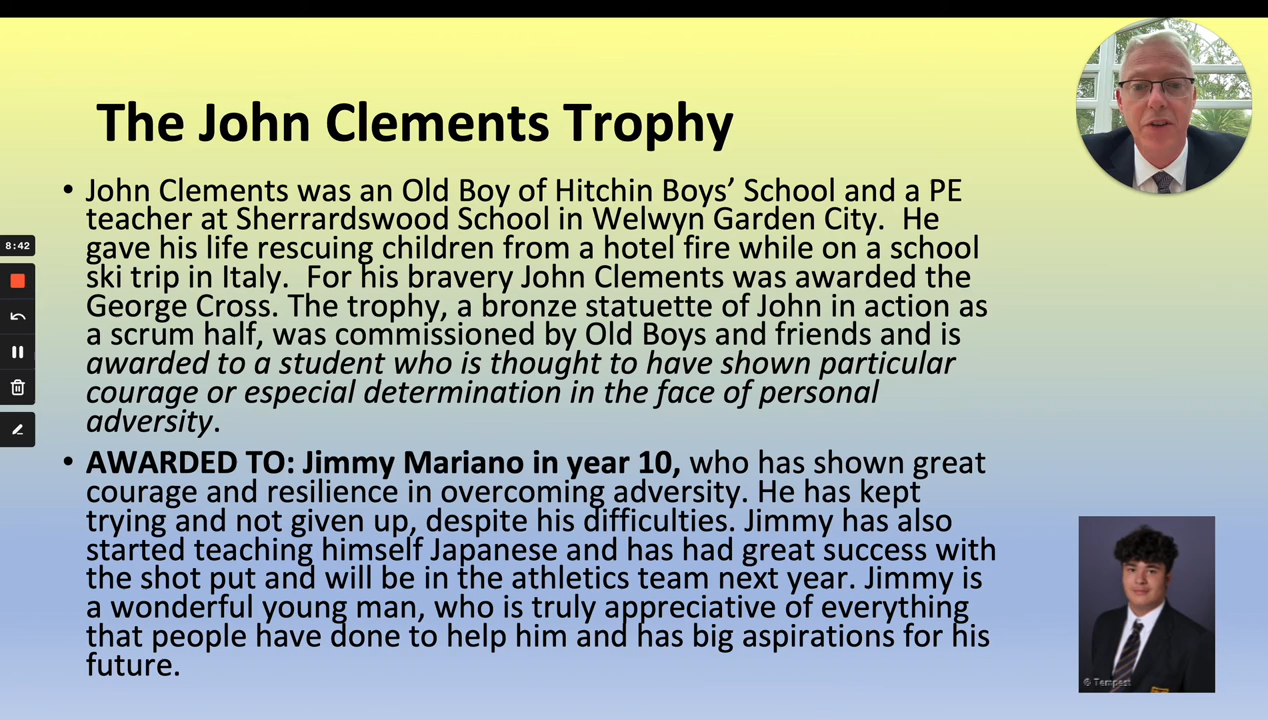 The John Clements Trophy
• John Clements was an Old Boy of Hitchin Boys’ School and a PE
teacher at Sherrardswood School in Welwyn Garden City.  He
gave his life rescuing children from a hotel fire while on a school
ski trip in Italy.  For his bravery John Clements was awarded the
George Cross. The trophy, a bronze statuette of John in action as
a scrum half, was commissioned by Old Boys and friends and is
awarded to a student who is thought to have shown particular
courage or especial determination in the face of personal
adversity.
• AWARDED TO: Jimmy Mariano in year 10, who has shown great
courage and resilience in overcoming adversity. He has kept
trying and not given up, despite his difficulties. Jimmy has also
started teaching himself Japanese and has had great success with
the shot put and will be in the athletics team next year. Jimmy is
a wonderful young man, who is truly appreciative of everything
that people have done to help him and has big aspirations for his
future.
8:42
© Tempest